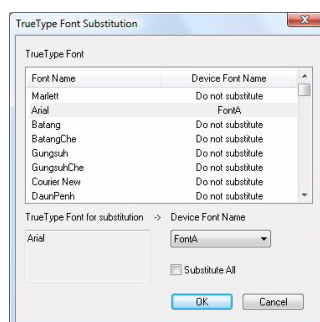 TrueType Font Substitution
TrueType Font
Font Name Device Font Name
Marlett Do not substitute
Arial FontA
Batang Do not substitute
BatangChe Do not substitute
Gungsuh Do not substitute
GungsuhChe Do not substitute
Courier New Do not substitute
DaunPenh Do not substitute
TrueType Font for substitution -> Device Font Name
Arial FontA
Substitute All
OK Cancel